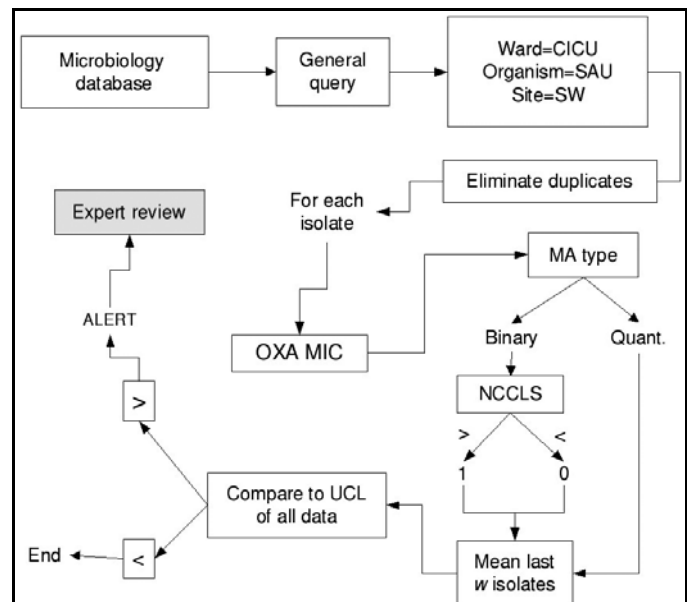 Microbiology
database
General
query
Ward=CICU
Organism=SAU
Site=SW
Eliminate duplicates
For each
isolate
Expert review
MA type
ALERT
OXA MIC
Binary
Quant.
NCCLS
>
>
<
1
0
Compare to UCL
of all data
End
<
Mean last
w isolates